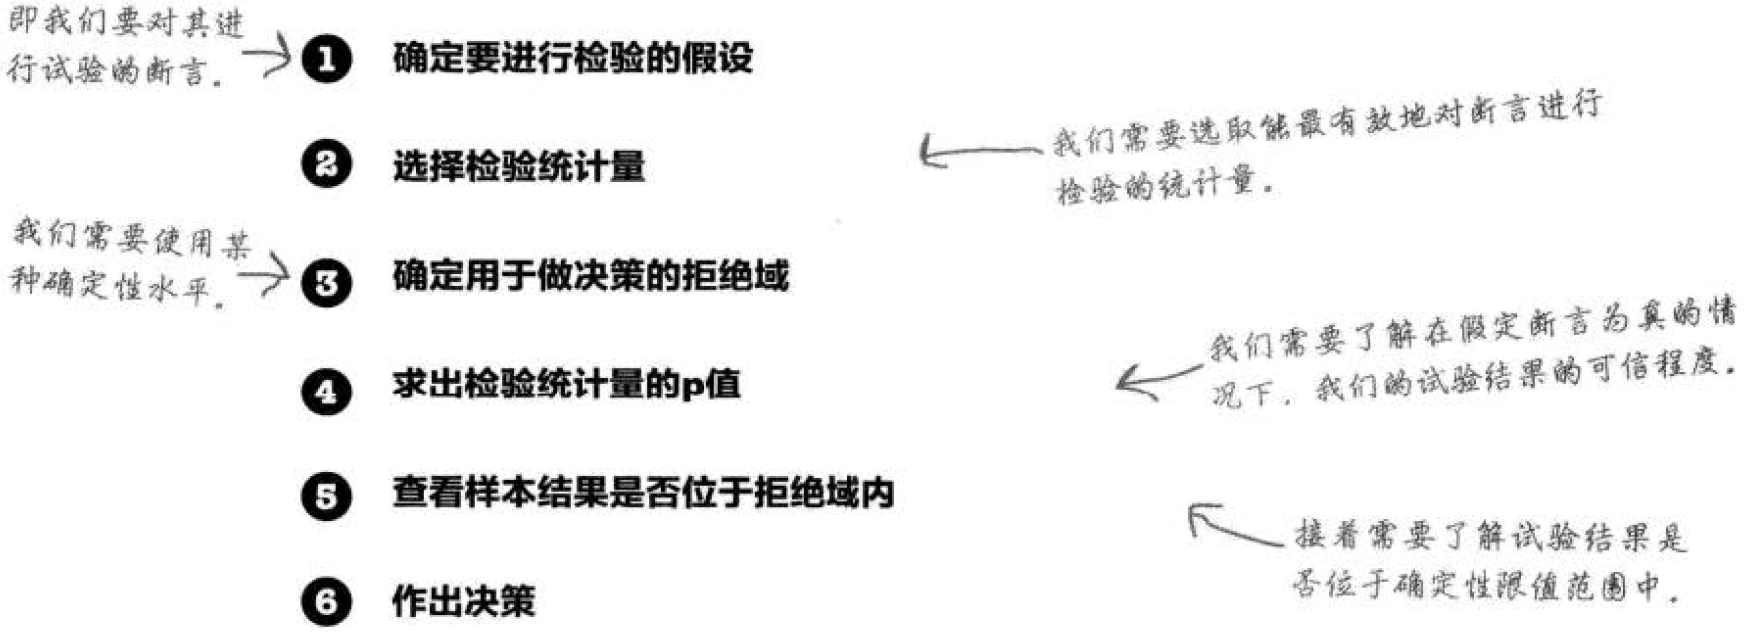 即我们要对其进
行试验的断言。
1 确定要进行检验的假设
2 选择检验统计量
我们需要选取能最有效地对断言进行
检验的统计量。
我们需要使用某
种确定性水平。
3 确定用于做决策的拒绝域
4 求出检验统计量的p值
我们需要了解在假定断言为真的情
况下，我们的试验结果的可信程度。
5 查看样本结果是否位于拒绝域内
接着需要了解试验结果是
否位于确定性限值范围中。
6 作出决策